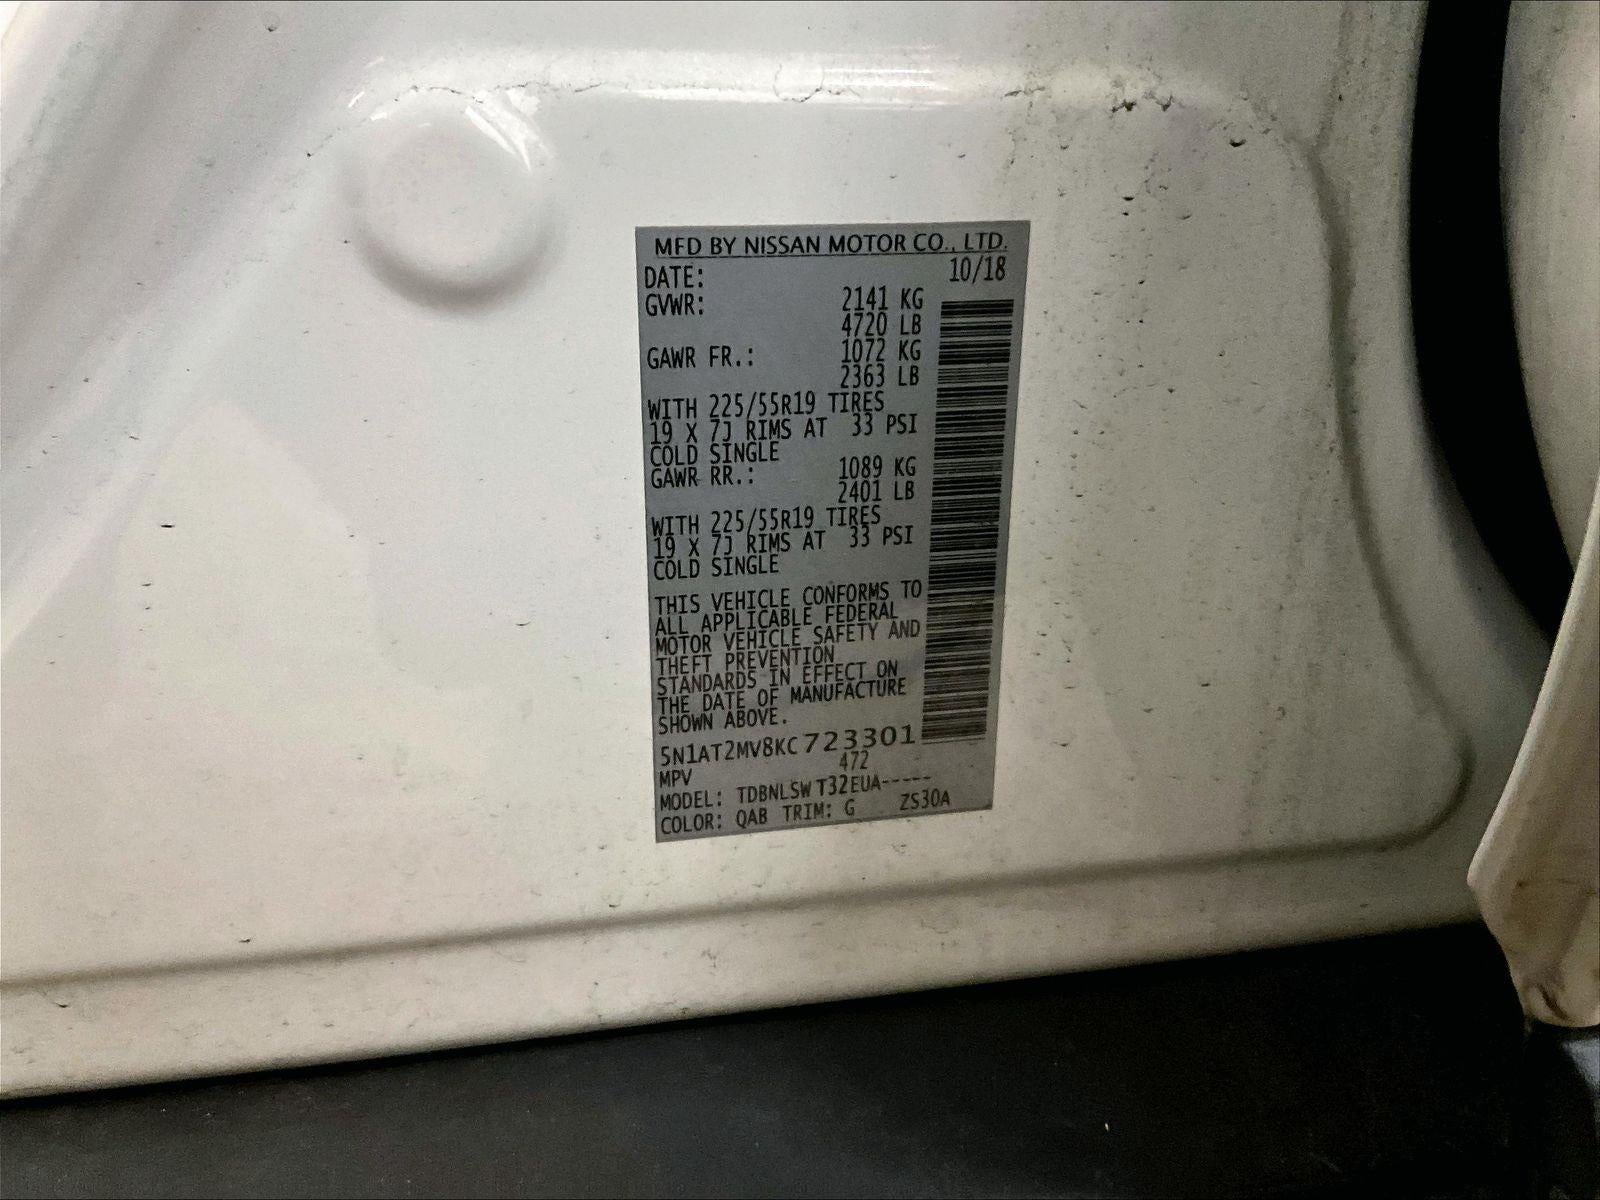 MFD BY NISSAN MOTOR CO., LTD.
DATE: 10/18
GVWR: 2141 KG
4720 LB
GAWR FR.: 1072 KG
2363 LB
WITH 225/55R19 TIRES
19 X 7J RIMS AT 33 PSI
COLD SINGLE
GAWR RR.: 1089 KG
2401 LB
WITH 225/55R19 TIRES
19 X 7J RIMS AT 33 PSI
COLD SINGLE
THIS VEHICLE CONFORMS TO
ALL APPLICABLE FEDERAL
MOTOR VEHICLE SAFETY AND
THEFT PREVENTION
STANDARDS IN EFFECT ON
THE DATE OF MANUFACTURE
SHOWN ABOVE.
5N1AT2MV8KC723301
MPV 472
MODEL: TDBNLSWT32EUA-----
COLOR: QAB TRIM: G ZS30A